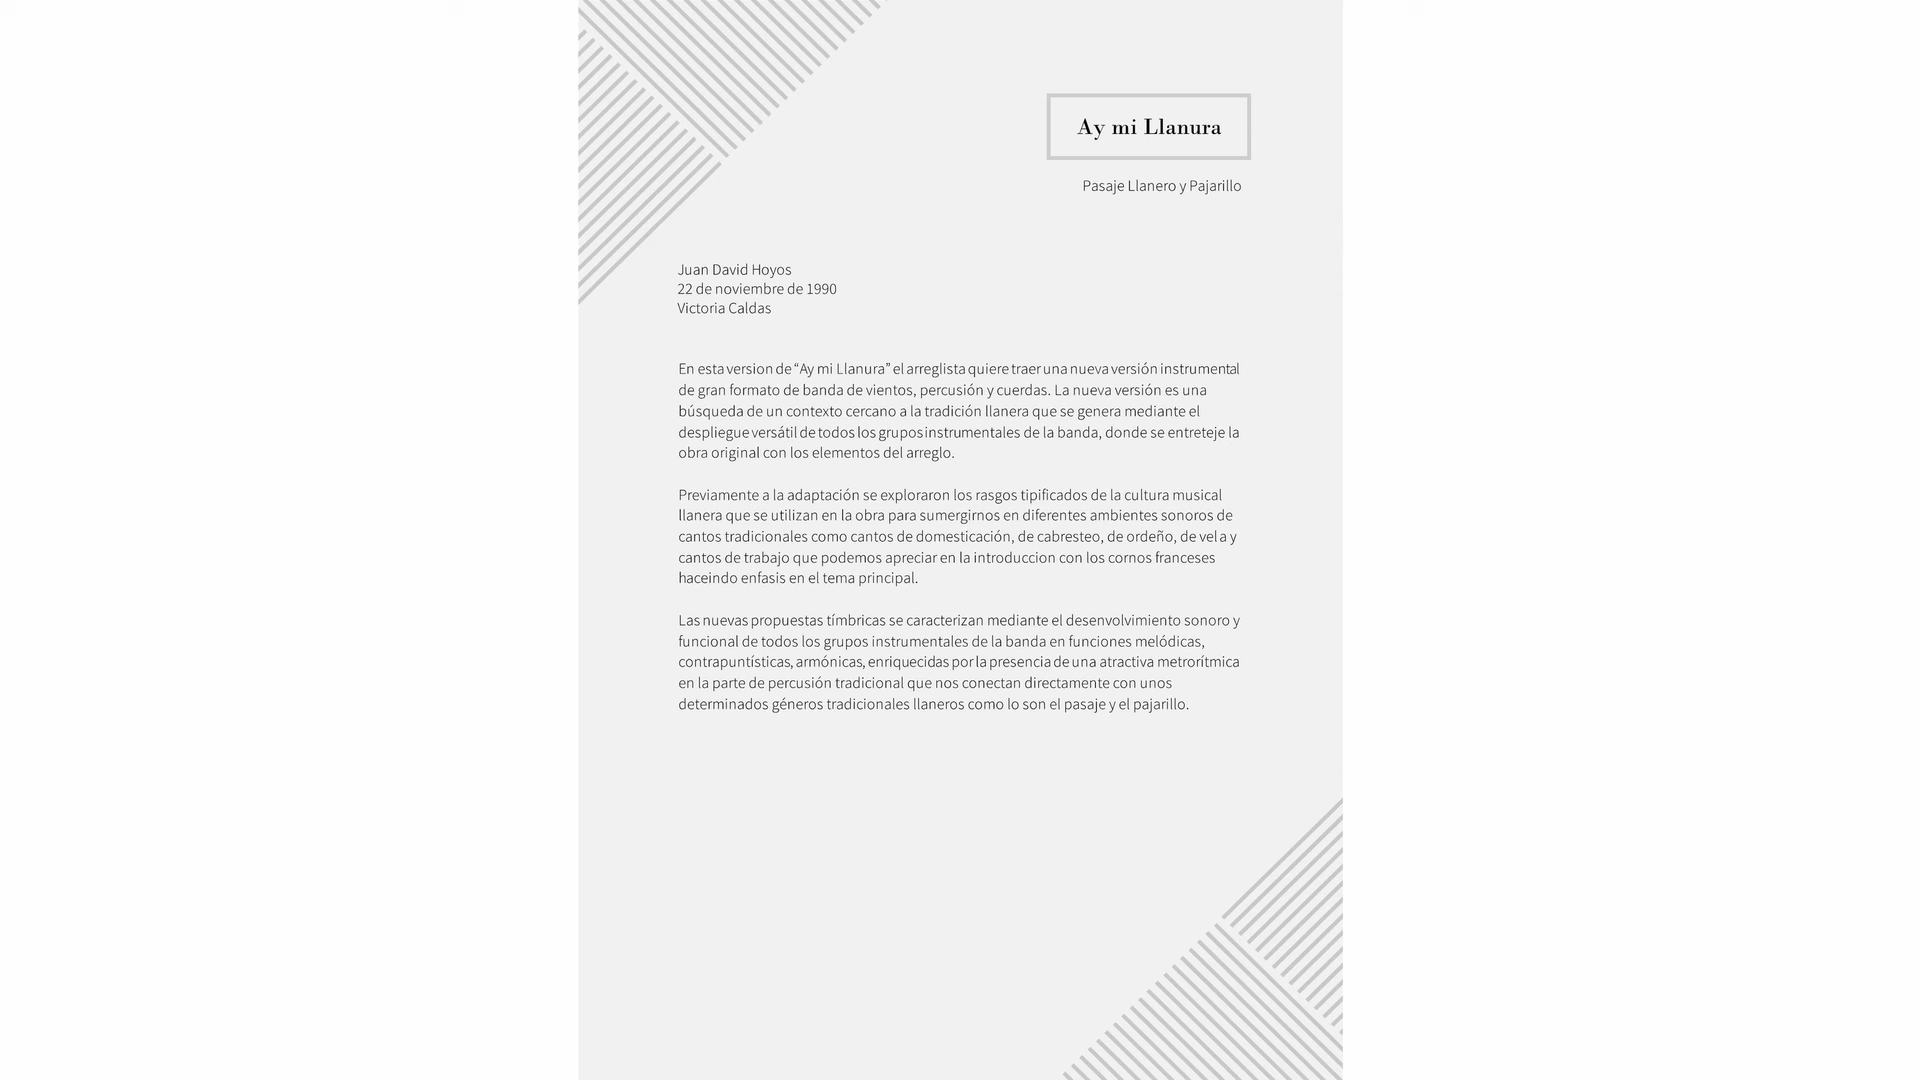 Ay mi Llanura
Pasaje Llanero y Pajarillo
Juan David Hoyos
22 de noviembre de 1990
Victoria Caldas
En esta version de “Ay mi Llanura” el arreglista quiere traer una nueva versión instrumental
de gran formato de banda de vientos, percusión y cuerdas. La nueva versión es una
búsqueda de un contexto cercano a la tradición llanera que se genera mediante el
despliegue versátil de todos los grupos instrumentales de la banda, donde se entreteje la
obra original con los elementos del arreglo.
Previamente a la adaptación se exploraron los rasgos tipificados de la cultura musical
llanera que se utilizan en la obra para sumergirnos en diferentes ambientes sonoros de
cantos tradicionales como cantos de domesticación, de cabresteo, de ordeño, de vel a y
cantos de trabajo que podemos apreciar en la introduccion con los cornos franceses
haceindo enfasis en el tema principal.
Las nuevas propuestas tímbricas se caracterizan mediante el desenvolvimiento sonoro y
funcional de todos los grupos instrumentales de la banda en funciones melódicas,
contrapuntísticas, armónicas, enriquecidas por la presencia de una atractiva metrorítmica
en la parte de percusión tradicional que nos conectan directamente con unos
determinados géneros tradicionales llaneros como lo son el pasaje y el pajarillo.